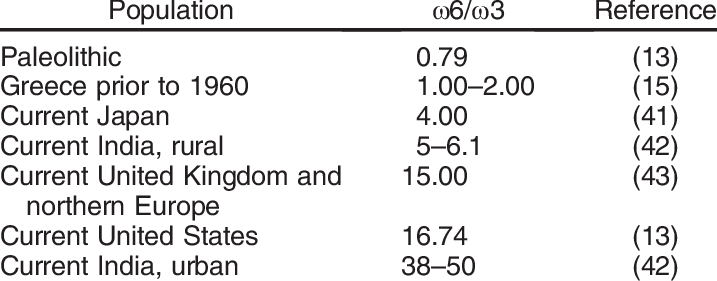 Population ω6/ω3 Reference
Paleolithic 0.79 (13)
Greece prior to 1960 1.00–2.00 (15)
Current Japan 4.00 (41)
Current India, rural 5–6.1 (42)
Current United Kingdom and 15.00 (43)
northern Europe
Current United States 16.74 (13)
Current India, urban 38–50 (42)